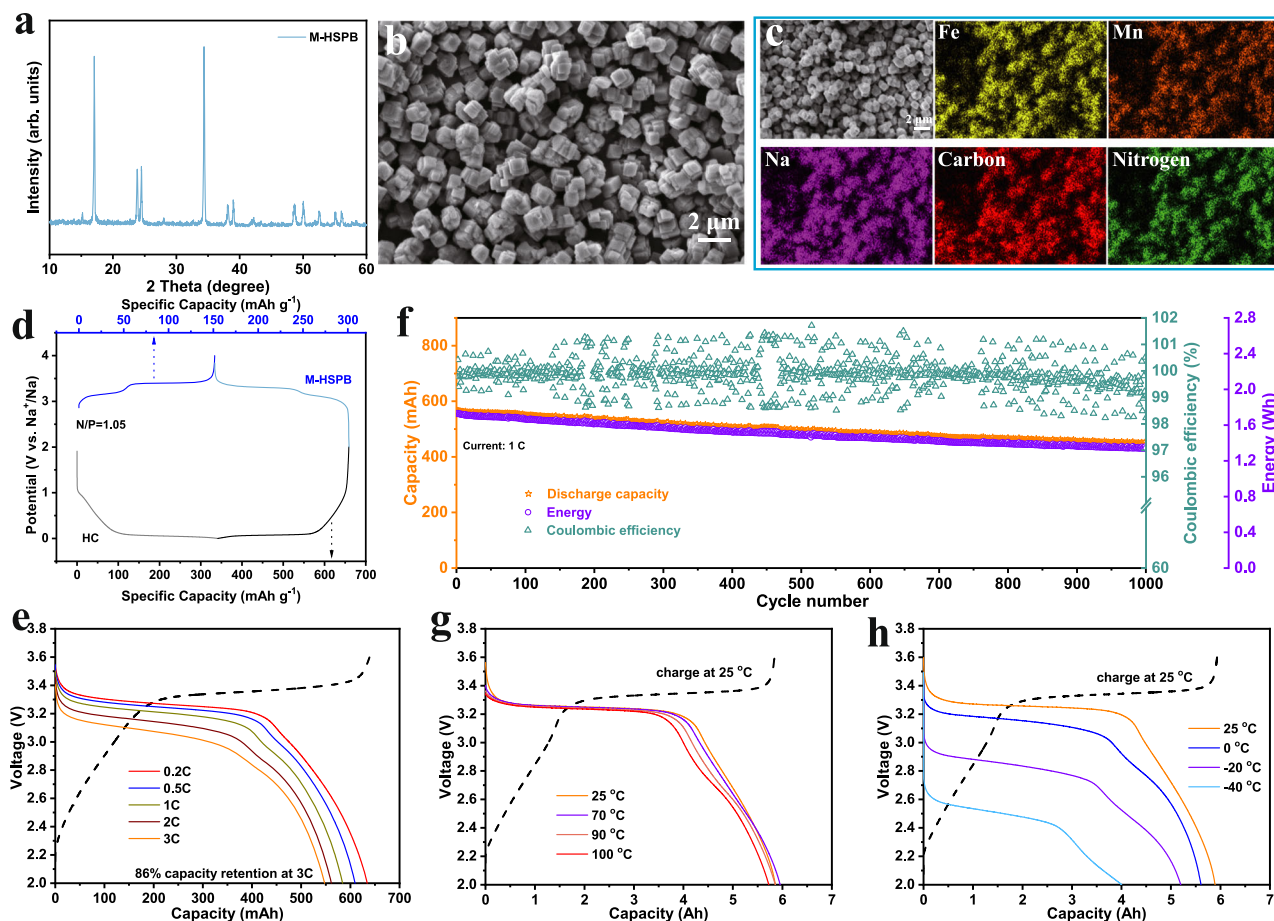 a
M-HSPB
Intensity (arb. units)
10 20 30 40 50 60
2 Theta (degree)
b
2 μm
c
2 μm
Fe
Mn
Na
Carbon
Nitrogen
d
Specific Capacity (mAh g-1)
0 50 100 150 200 250 300
4
3
2
1
0
Potential (V vs. Na+/Na)
M-HSPB
N/P=1.05
HC
0 100 200 300 400 500 600 700
Specific Capacity (mAh g-1)
f
800
600
400
200
0
Capacity (mAh)
Current: 1 C
Discharge capacity
Energy
Coulombic efficiency
0 100 200 300 400 500 600 700 800 900 1000
Cycle number
102
101
100
99
98
97
96
60
Coulombic efficiency (%)
2.8
2.4
2.0
1.6
1.2
0.8
0.4
0.0
Energy (Wh)
e
3.8
3.6
3.4
3.2
3.0
2.8
2.6
2.4
2.2
2.0
Voltage (V)
0.2C
0.5C
1C
2C
3C
86% capacity retention at 3C
0 100 200 300 400 500 600 700
Capacity (mAh)
g
3.8
3.6
3.4
3.2
3.0
2.8
2.6
2.4
2.2
2.0
Voltage (V)
charge at 25 oC
25 oC
70 oC
90 oC
100 oC
0 1 2 3 4 5 6 7
Capacity (Ah)
h
3.8
3.6
3.4
3.2
3.0
2.8
2.6
2.4
2.2
2.0
Voltage (V)
charge at 25 oC
25 oC
0 oC
-20 oC
-40 oC
0 1 2 3 4 5 6 7
Capacity (Ah)